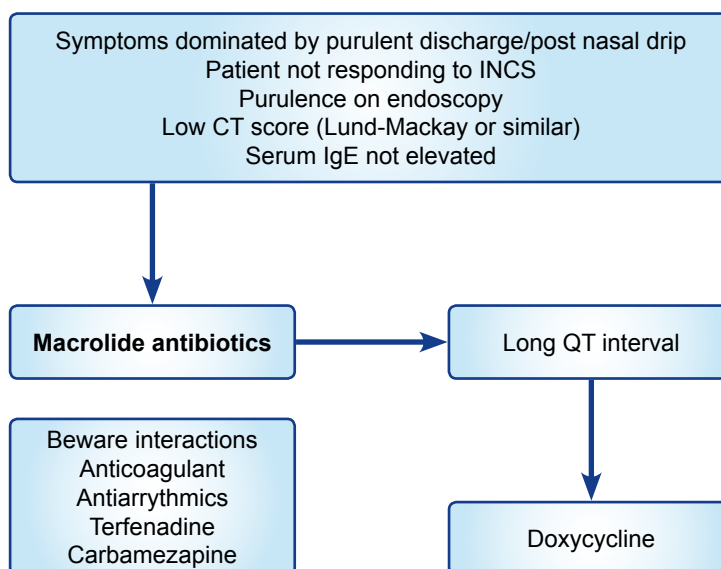 Symptoms dominated by purulent discharge/post nasal drip
Patient not responding to INCS
Purulence on endoscopy
Low CT score (Lund-Mackay or similar)
Serum IgE not elevated
Macrolide antibiotics
Long QT interval
Beware interactions
Anticoagulant
Antiarrythmics
Terfenadine
Carbamezapine
Doxycycline